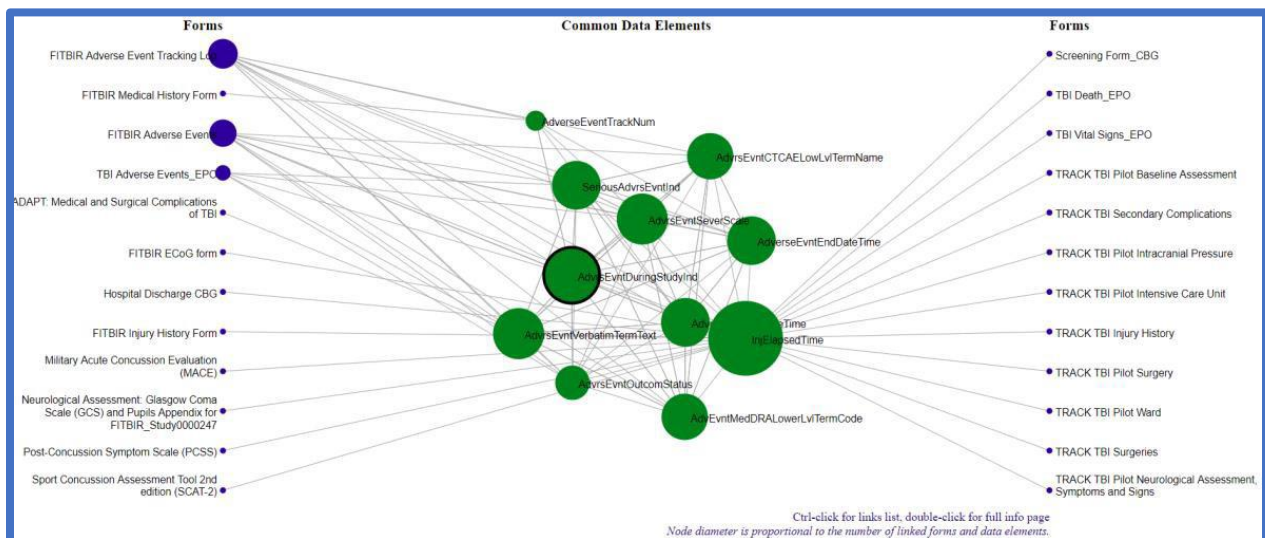 Forms
Common Data Elements
Forms
FITBIR Adverse Event Tracking Log
FITBIR Medical History Form
FITBIR Adverse Events
TBI Adverse Events_EPO
ADAPT: Medical and Surgical Complications
of TBI
FITBIR ECoG form
Hospital Discharge CBG
FITBIR Injury History Form
Military Acute Concussion Evaluation
(MACE)
Neurological Assessment: Glasgow Coma
Scale (GCS) and Pupils Appendix for
FITBIR_Study0000247
Post-Concussion Symptom Scale (PCSS)
Sport Concussion Assessment Tool 2nd
edition (SCAT-2)
AdverseEventTrackNum
AdvrsEvntCTCAELowLvlTermName
SeriousAdvrsEvntInd
AdvrsEvntSeverScale
AdverseEvntEndDateTime
AdvrsEvntDuringStudyInd
AdvrsEvntVerbatimTermText
InjElapsedTime
AdvrsEvntOutcomStatus
AdvEvntMedDRALowerLvlTermCode
Screening Form_CBG
TBI Death_EPO
TBI Vital Signs_EPO
TRACK TBI Pilot Baseline Assessment
TRACK TBI Secondary Complications
TRACK TBI Pilot Intracranial Pressure
TRACK TBI Pilot Intensive Care Unit
TRACK TBI Injury History
TRACK TBI Pilot Surgery
TRACK TBI Pilot Ward
TRACK TBI Surgeries
TRACK TBI Pilot Neurological Assessment,
Symptoms and Signs
Ctrl-click for links list, double-click for full info page
Node diameter is proportional to the number of linked forms and data elements.